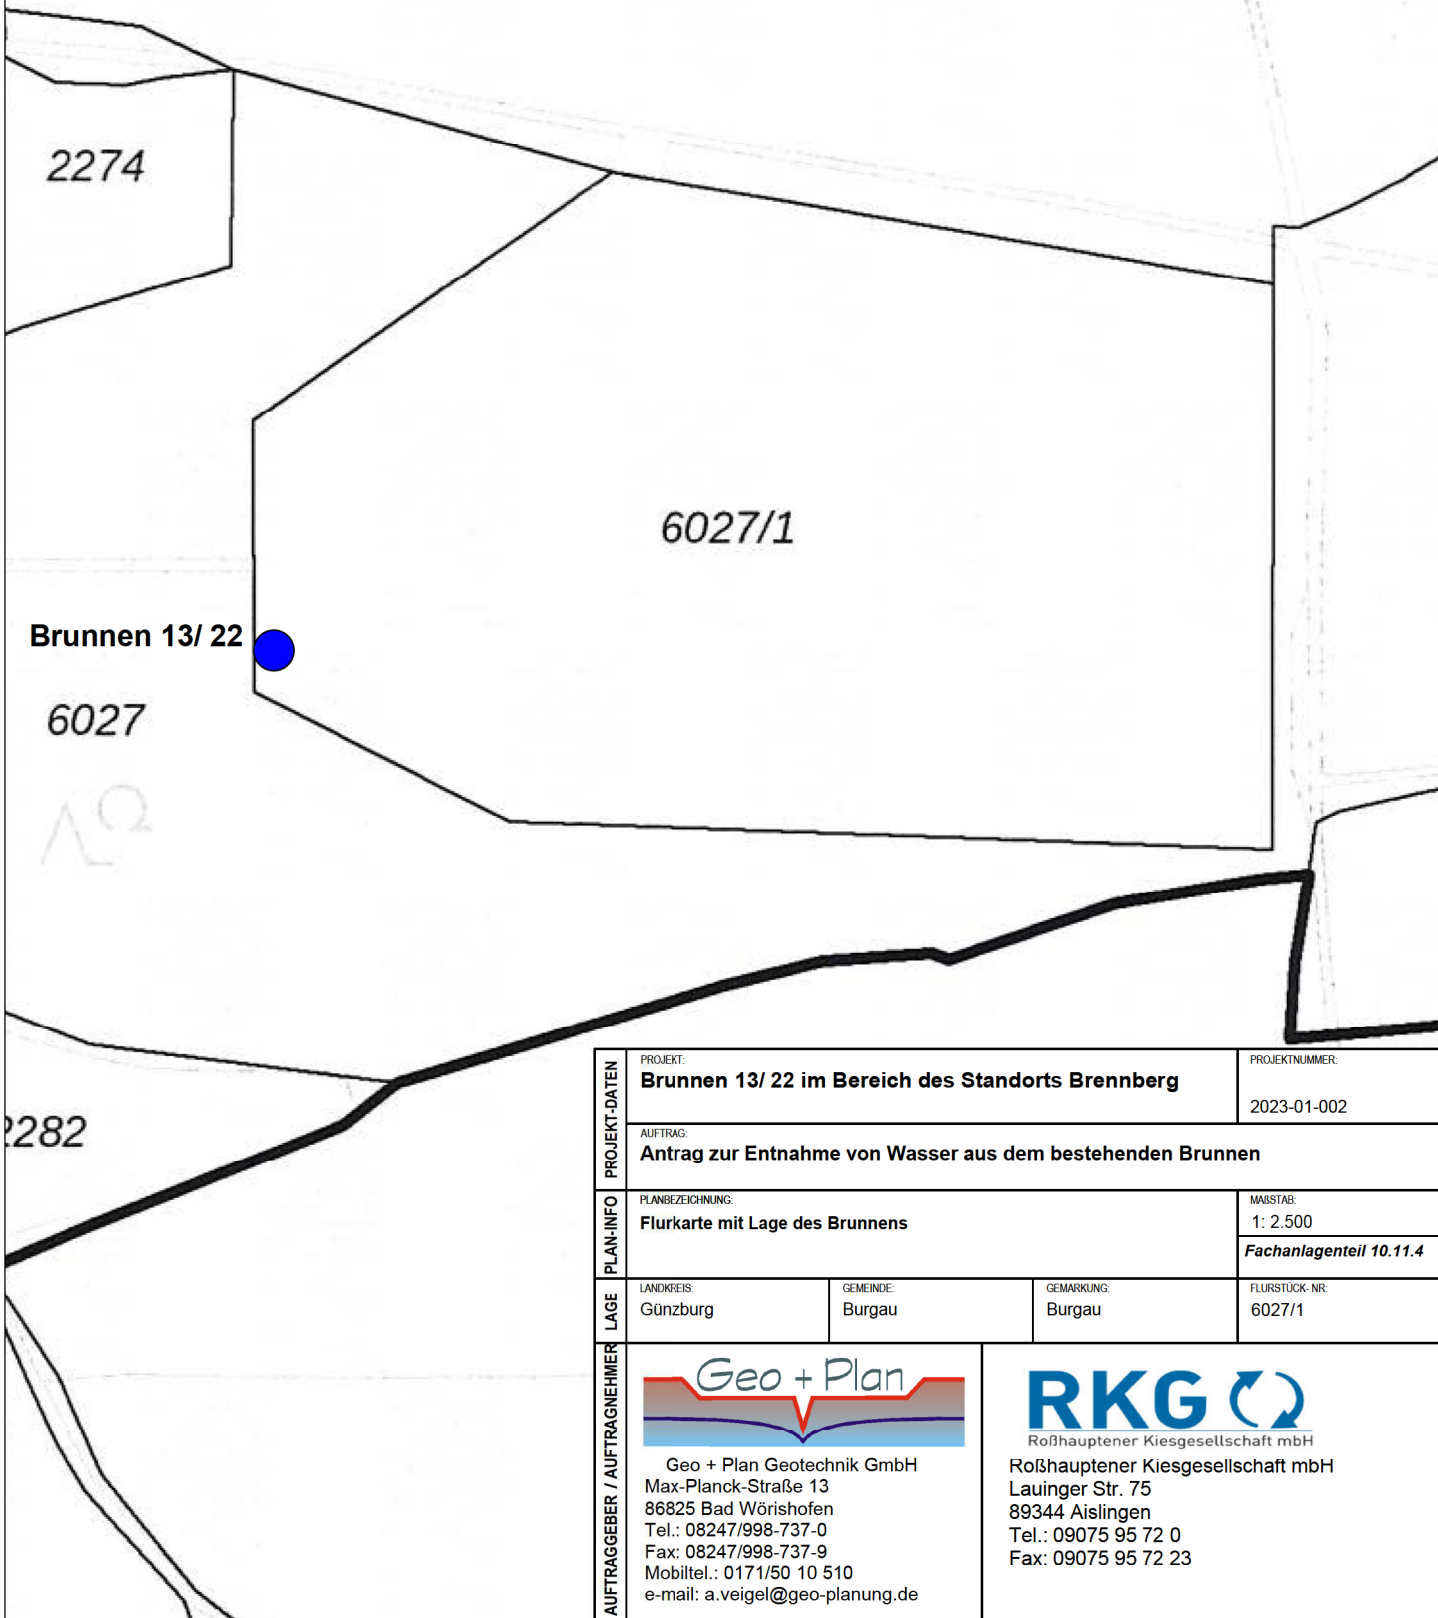 2274
6027/1
Brunnen 13/ 22
6027
2282
PROJEKT-DATEN
PROJEKT:
Brunnen 13/ 22 im Bereich des Standorts Brennberg
PROJEKTNUMMER:
2023-01-002
AUFTRAG:
Antrag zur Entnahme von Wasser aus dem bestehenden Brunnen
PLAN-INFO
PLANBEZEICHNUNG:
Flurkarte mit Lage des Brunnens
MAßSTAB:
1: 2.500
Fachanlagenteil 10.11.4
LAGE
LANDKREIS:
Günzburg
GEMEINDE:
Burgau
GEMARKUNG:
Burgau
FLURSTÜCK- NR:
6027/1
AUFTRAGGEBER / AUFTRAGNEHMER
Geo + Plan
Geo + Plan Geotechnik GmbH
Max-Planck-Straße 13
86825 Bad Wörishofen
Tel.: 08247/998-737-0
Fax: 08247/998-737-9
Mobiltel.: 0171/50 10 510
e-mail: a.veigel@geo-planung.de
RKG
Roßhauptener Kiesgesellschaft mbH
Roßhauptener Kiesgesellschaft mbH
Lauinger Str. 75
89344 Aislingen
Tel.: 09075 95 72 0
Fax: 09075 95 72 23